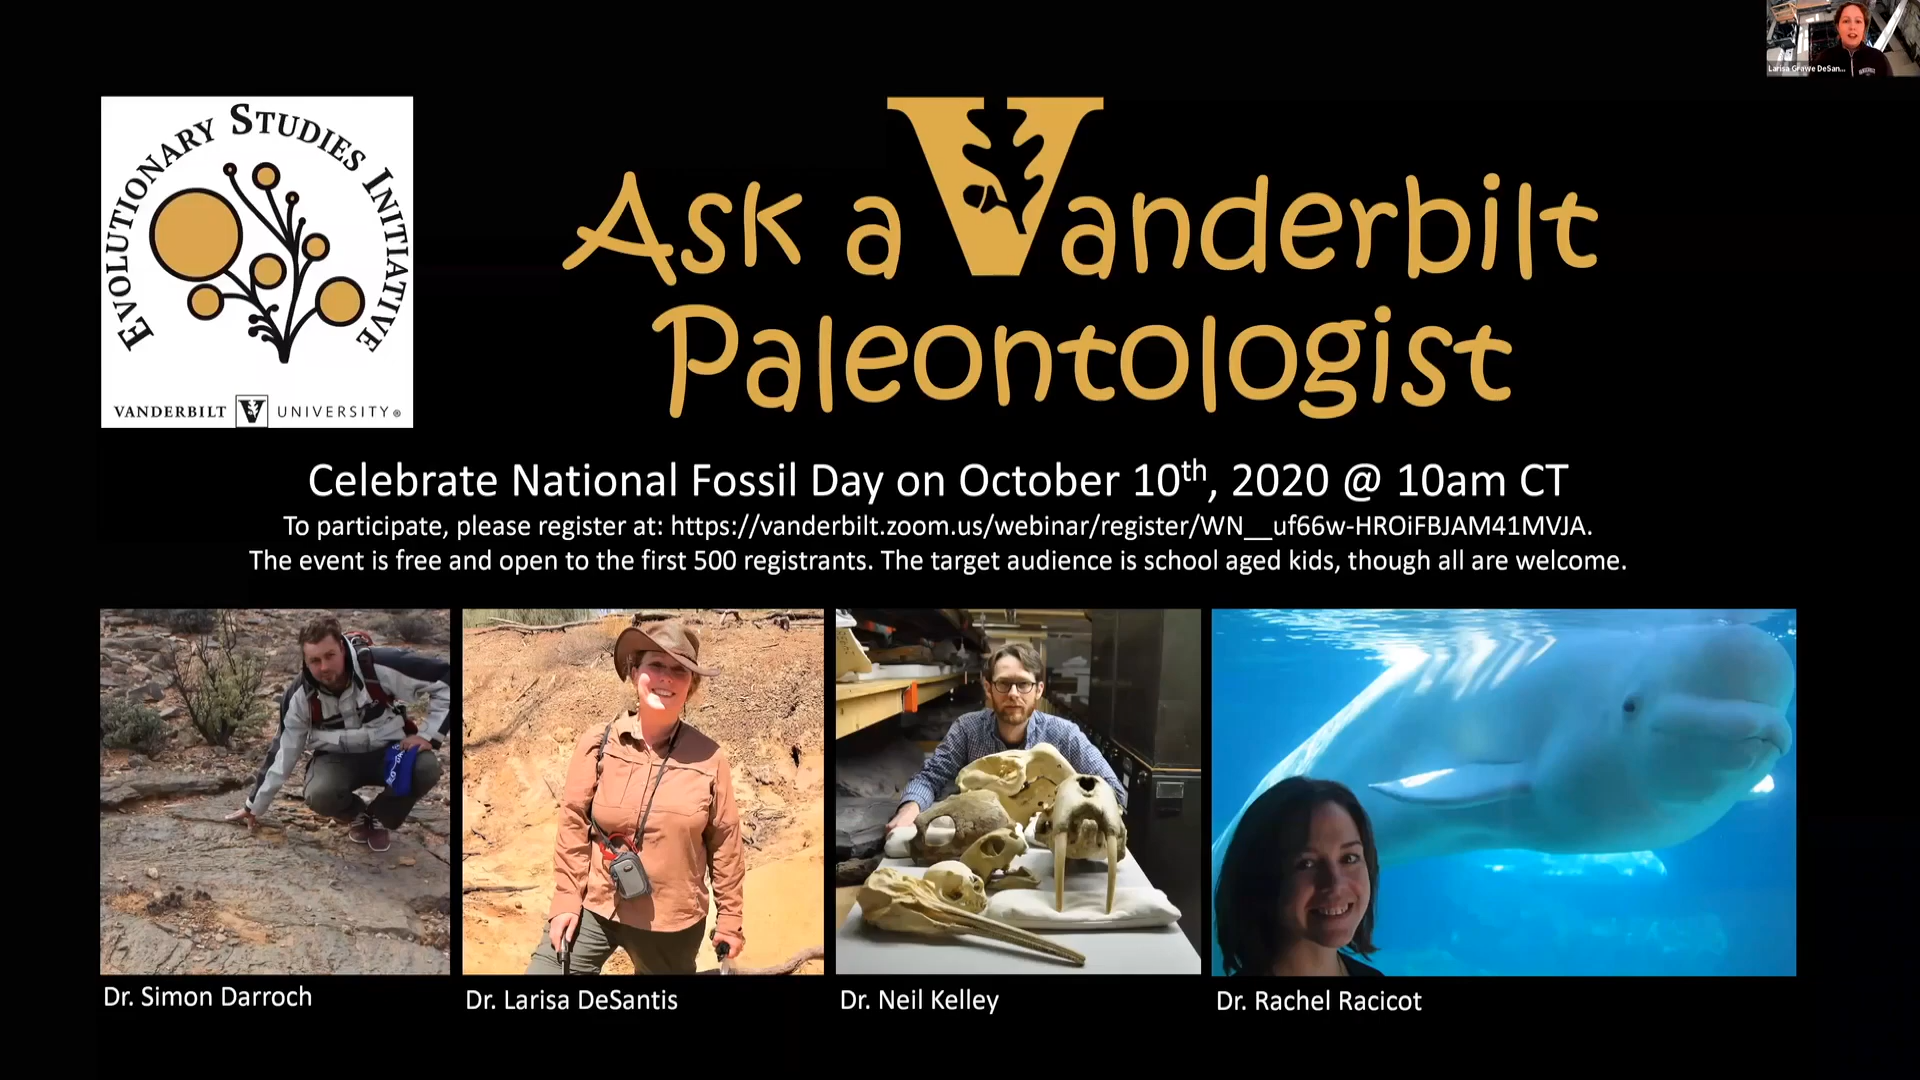 Larisa Grawe DeSan...
EVOLUTIONARY STUDIES INITIATIVE
VANDERBILT V UNIVERSITY®
Ask a Vanderbilt
Paleontologist
Celebrate National Fossil Day on October 10th, 2020 @ 10am CT
To participate, please register at: https://vanderbilt.zoom.us/webinar/register/WN__uf66w-HROiFBJAM41MVJA.
The event is free and open to the first 500 registrants. The target audience is school aged kids, though all are welcome.
Dr. Simon Darroch
Dr. Larisa DeSantis
Dr. Neil Kelley
Dr. Rachel Racicot